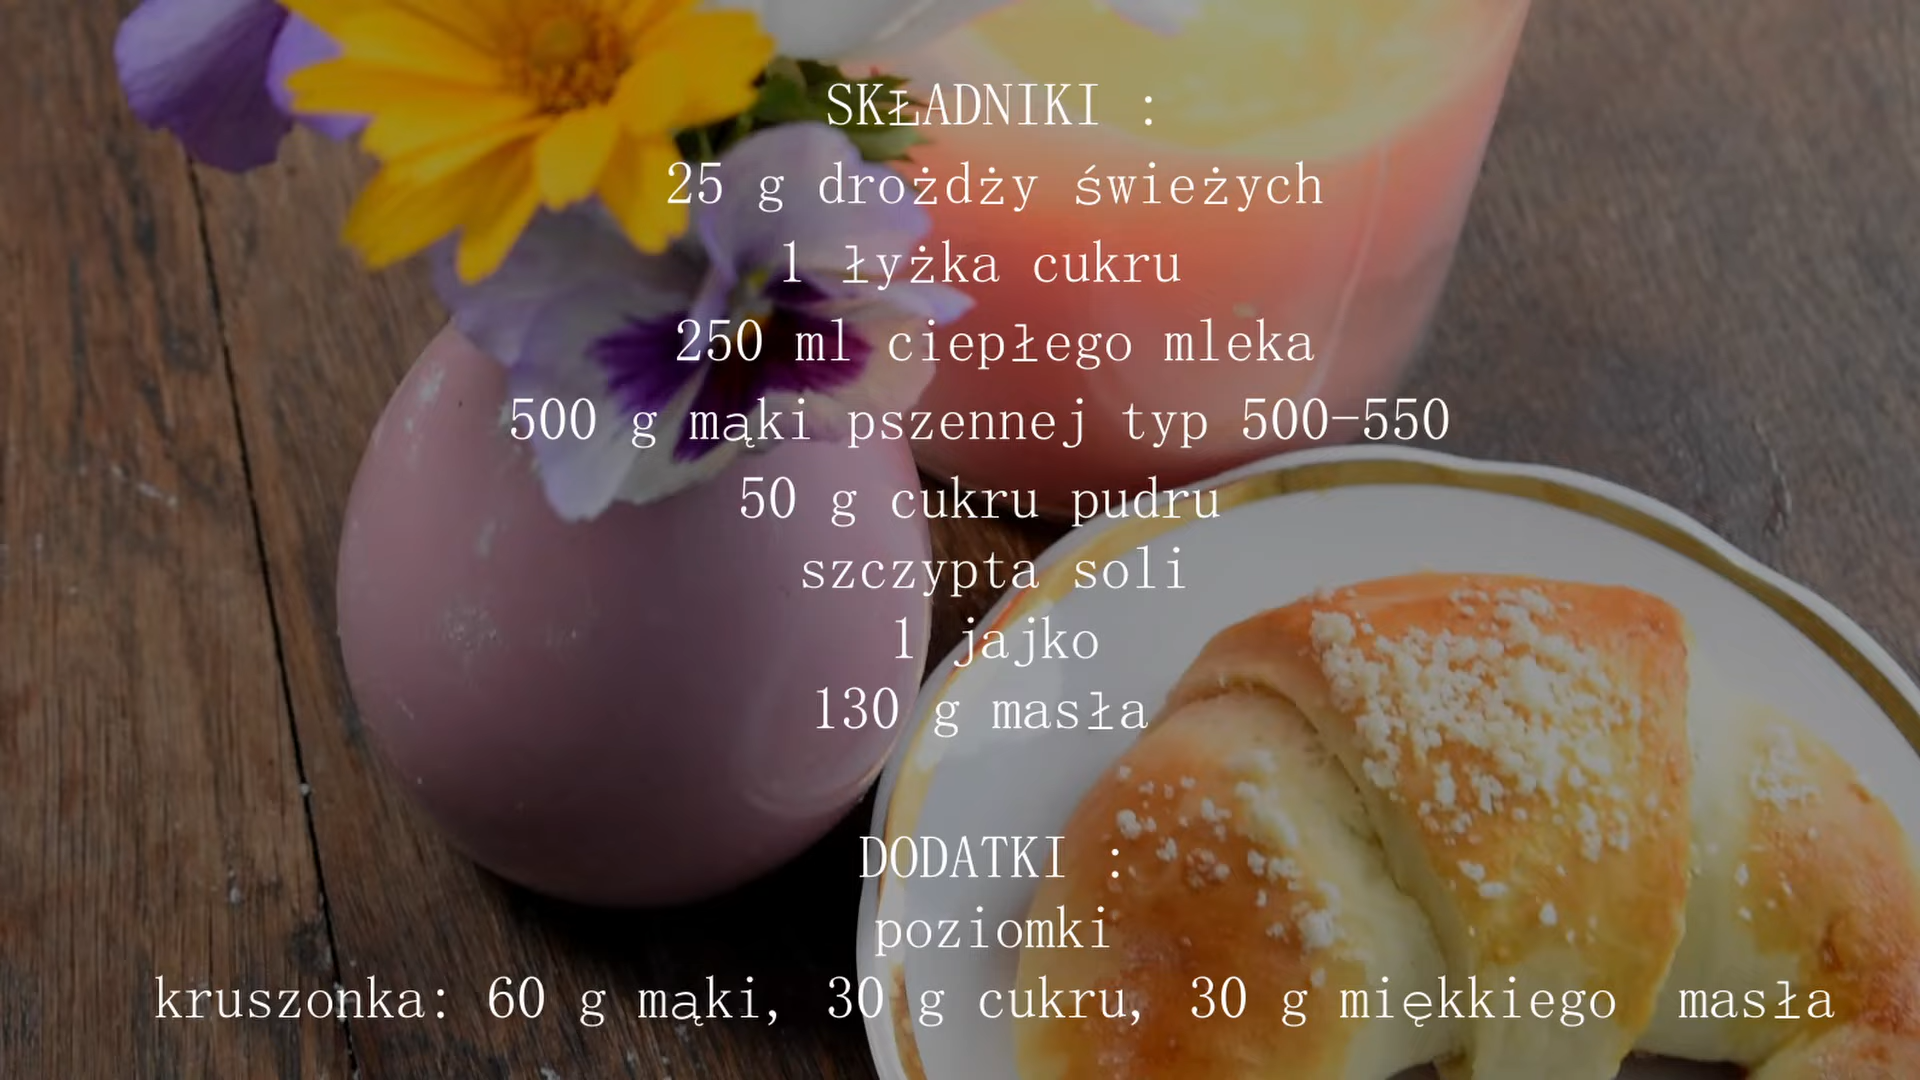 SKŁADNIKI :
25 g drożdży świeżych
1 łyżka cukru
250 ml ciepłego mleka
500 g mąki pszennej typ 500-550
50 g cukru pudru
szczypta soli
1 jajko
130 g masła
DODATKI :
poziomki
kruszonka: 60 g mąki, 30 g cukru, 30 g miękkiego masła